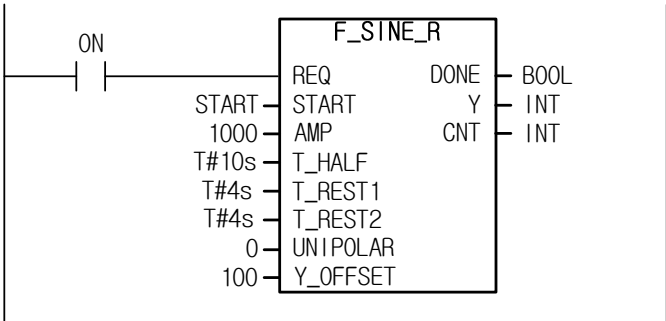 ON
F_SINE_R
REQ DONE BOOL
START START Y INT
1000 AMP CNT INT
T#10s T_HALF
T#4s T_REST1
T#4s T_REST2
0 UNIPOLAR
100 Y_OFFSET